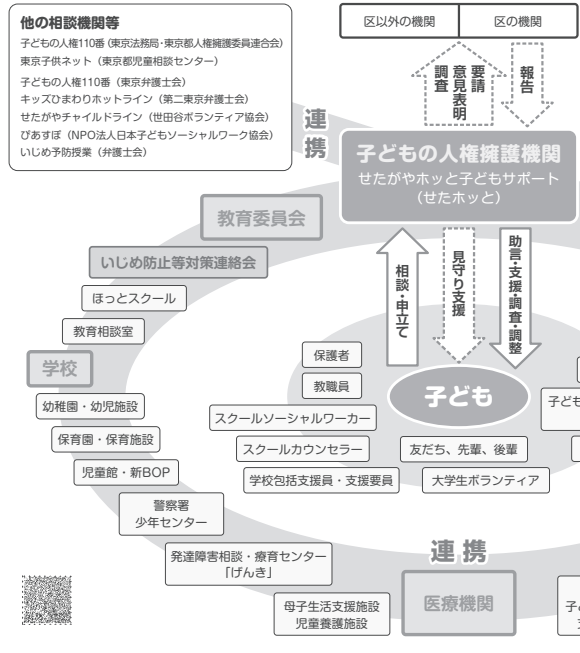 他の相談機関等
子どもの人権110番（東京法務局・東京都人権擁護委員連合会）
東京子供ネット（東京都児童相談センター）
子どもの人権110番（東京弁護士会）
キッズひまわりホットライン（第二東京弁護士会）
せたがやチャイルドライン（世田谷ボランティア協会）
ぴあすぽ（NPO法人日本子どもソーシャルワーク協会）
いじめ予防授業（弁護士会）
区以外の機関
区の機関
調査
意見表明
要請
報告
連携
子どもの人権擁護機関
せたがやホッと子どもサポート
（せたホッと）
教育委員会
いじめ防止等対策連絡会
ほっとスクール
教育相談室
学校
幼稚園・幼児施設
保育園・保育施設
児童館・新BOP
警察署
少年センター
発達障害相談・療育センター
「げんき」
母子生活支援施設
児童養護施設
相談・申立て
見守り支援
助言・支援・調査・調整
保護者
教職員
スクールソーシャルワーカー
スクールカウンセラー
学校包括支援員・支援要員
子ども
友だち、先輩、後輩
大学生ボランティア
子ども
連携
医療機関